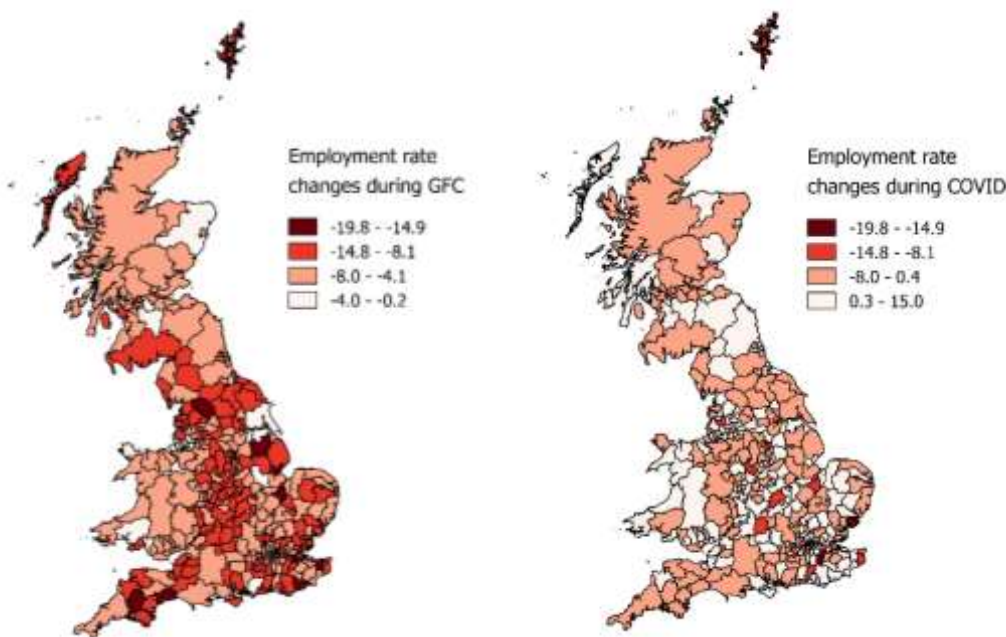 Employment rate
changes during GFC
-19.8 - -14.9
-14.8 - -8.1
-8.0 - -4.1
-4.0 - -0.2
Employment rate
changes during COVID
-19.8 - -14.9
-14.8 - -8.1
-8.0 - 0.4
0.3 - 15.0